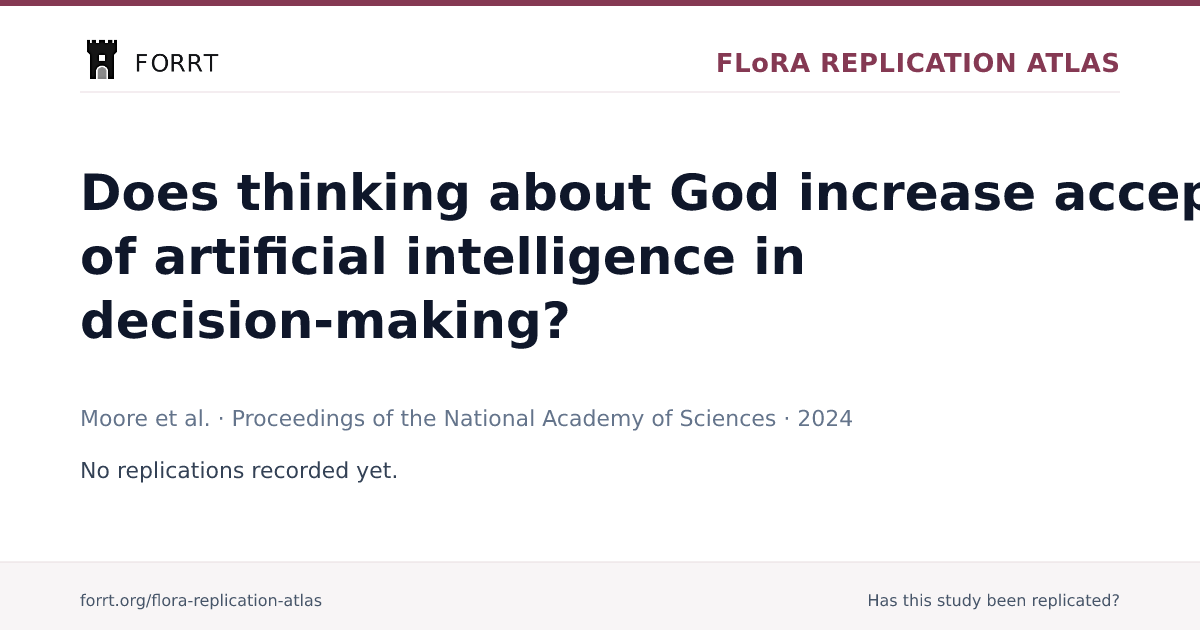 FORRT
FLoRA REPLICATION ATLAS
Does thinking about God increase accep
of artificial intelligence in
decision-making?
Moore et al. · Proceedings of the National Academy of Sciences · 2024
No replications recorded yet.
forrt.org/flora-replication-atlas
Has this study been replicated?